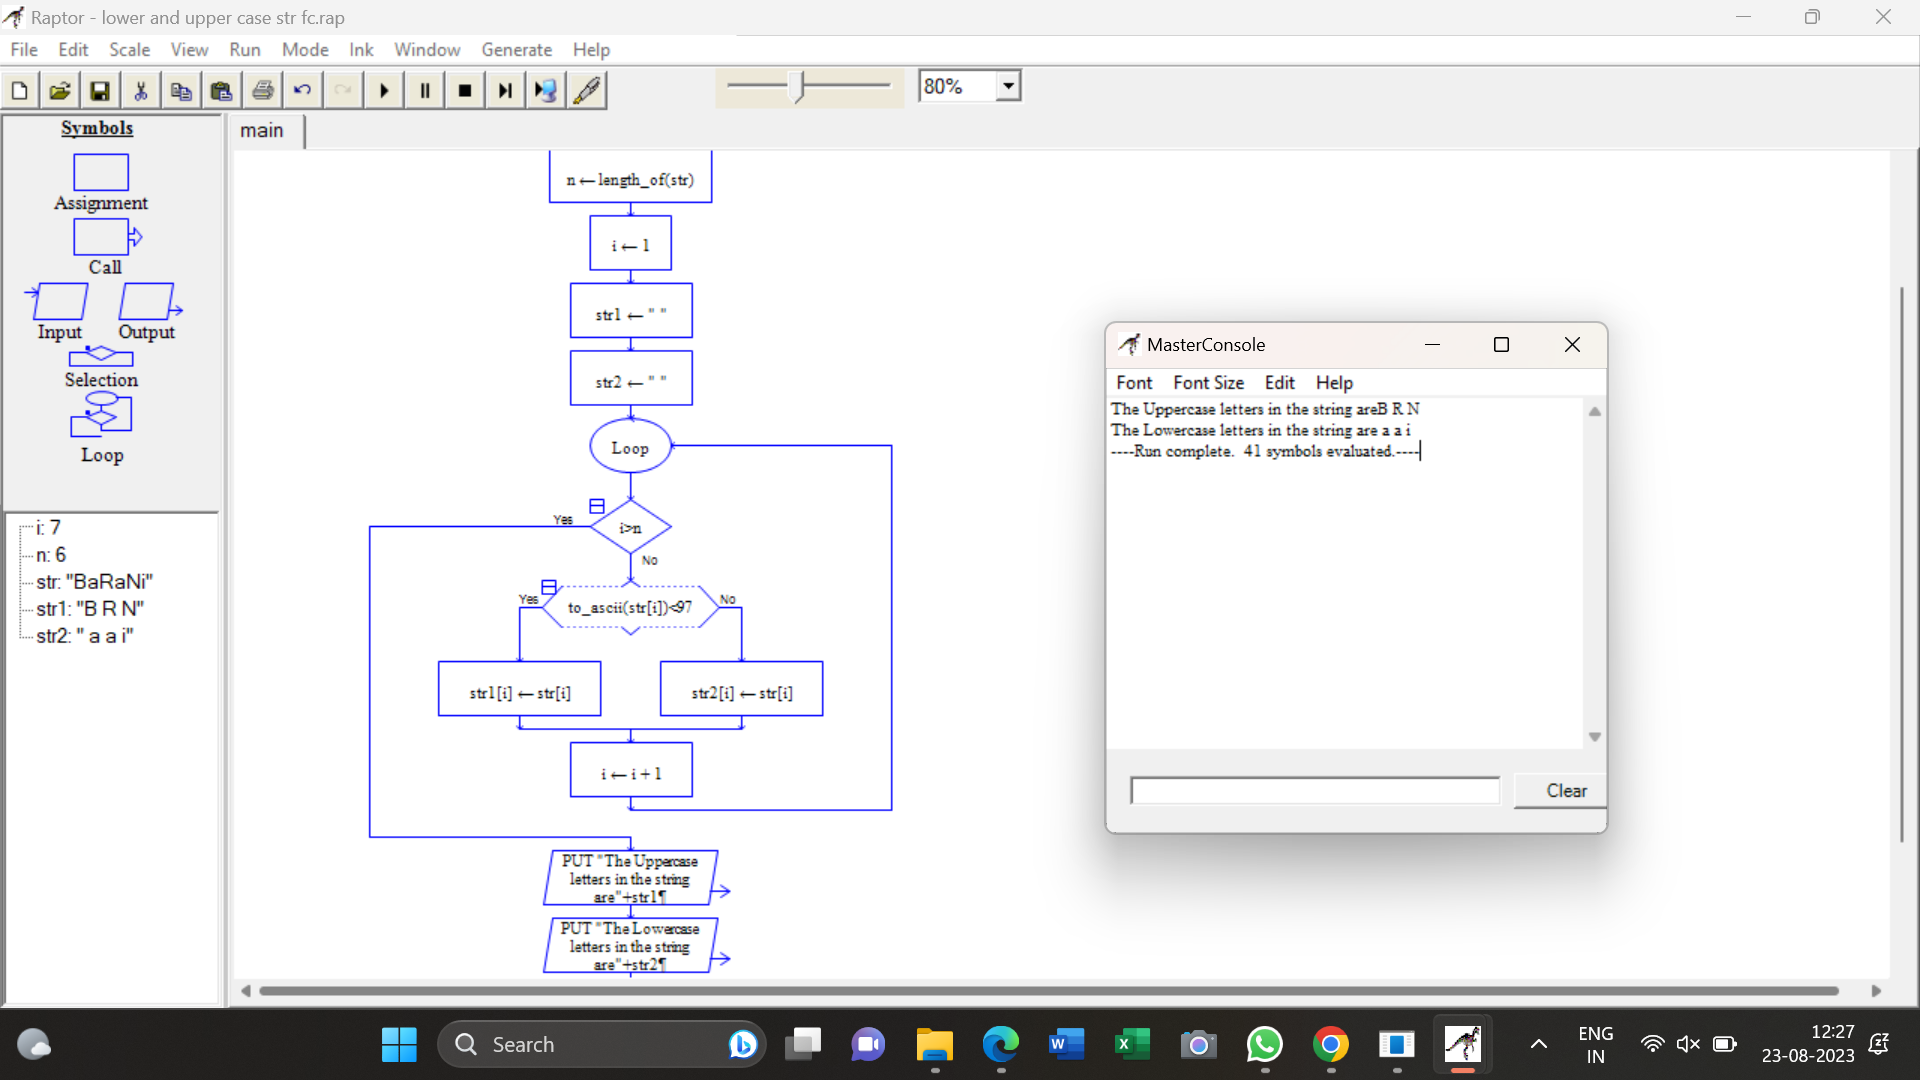 Raptor - lower and upper case str fc.rap
File Edit Scale View Run Mode Ink Window Generate Help
80%
Symbols
Assignment
Call
Input Output
Selection
Loop
i: 7
n: 6
str: "BaRaNi"
str1: "B R N"
str2: " a a i"
main
n ← length_of(str)
i ← 1
str1 ← " "
str2 ← " "
Loop
Yes
i>n
No
Yes
to_ascii(str[i])<97
No
str1[i] ← str[i]
str2[i] ← str[i]
i ← i + 1
PUT "The Uppercase
letters in the string
are"+str1¶
PUT "The Lowercase
letters in the string
are"+str2¶
MasterConsole
Font Font Size Edit Help
The Uppercase letters in the string areB R N
The Lowercase letters in the string are a a i
----Run complete. 41 symbols evaluated.----
Clear
Search
ENG
IN
12:27
23-08-2023